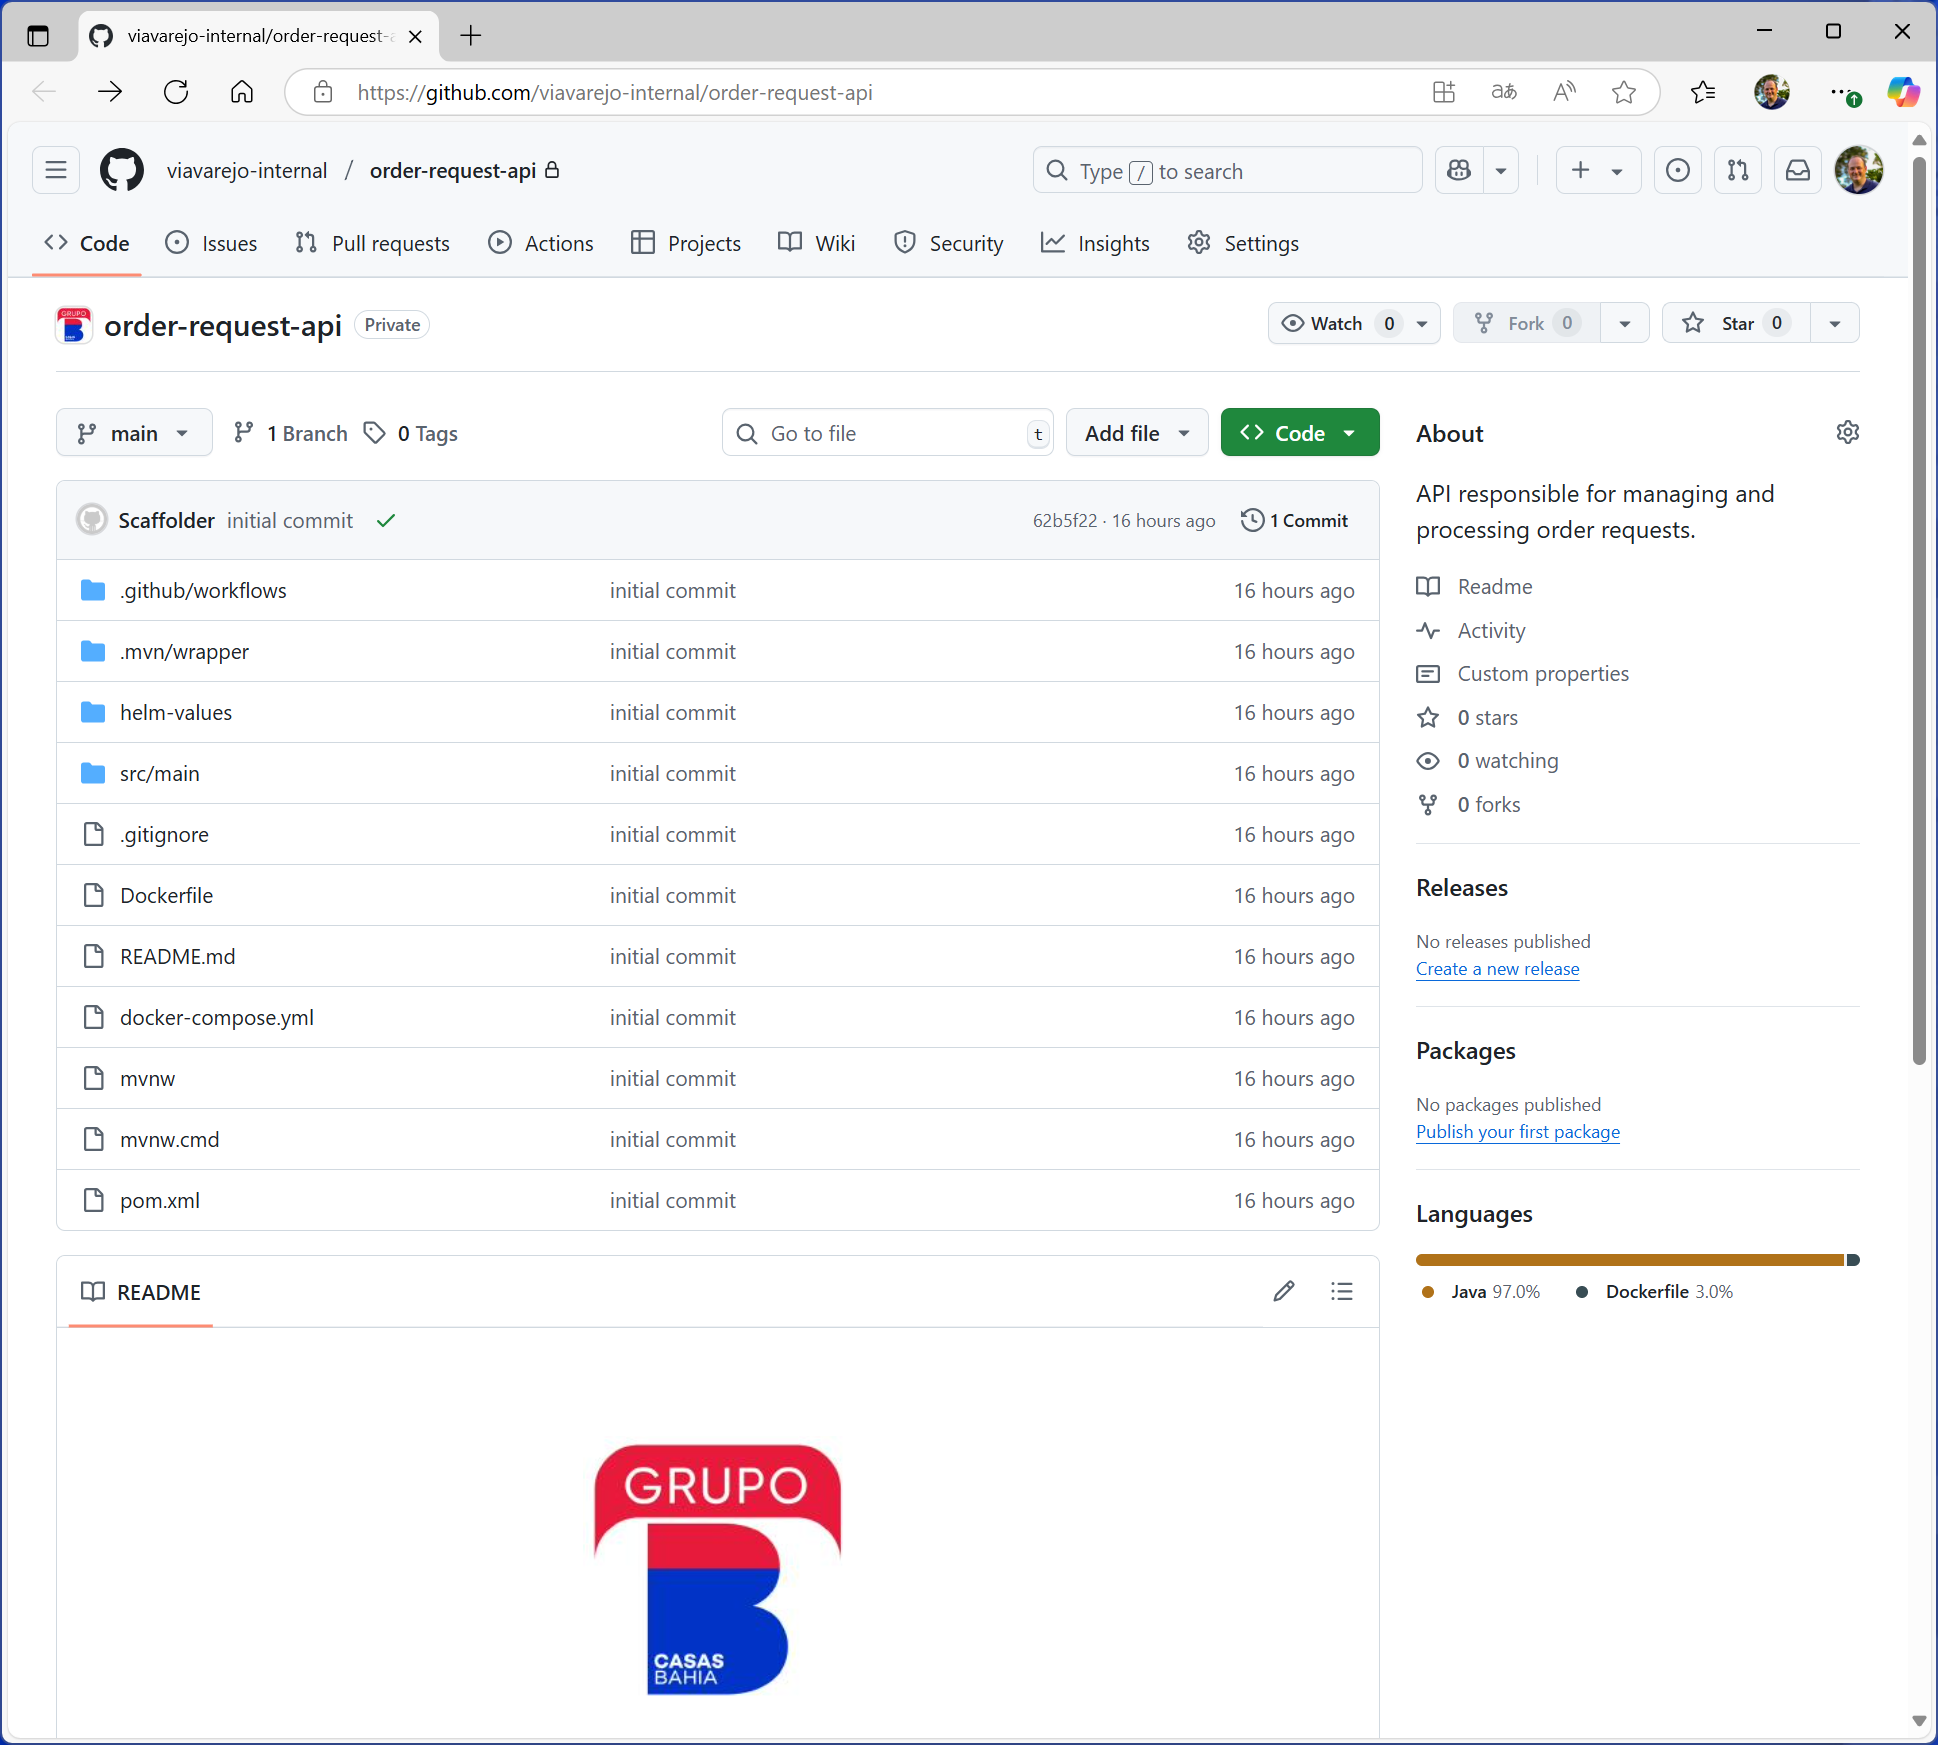 viavarejo-internal/order-request-a
https://github.com/viavarejo-internal/order-request-api
viavarejo-internal / order-request-api
Type / to search
Code Issues Pull requests Actions Projects Wiki Security Insights Settings
GRUPO
order-request-api Private
Watch 0 Fork 0 Star 0
main 1 Branch 0 Tags Go to file t Add file Code
Scaffolder initial commit 62b5f22 · 16 hours ago 1 Commit
.github/workflows initial commit 16 hours ago
.mvn/wrapper initial commit 16 hours ago
helm-values initial commit 16 hours ago
src/main initial commit 16 hours ago
.gitignore initial commit 16 hours ago
Dockerfile initial commit 16 hours ago
README.md initial commit 16 hours ago
docker-compose.yml initial commit 16 hours ago
mvnw initial commit 16 hours ago
mvnw.cmd initial commit 16 hours ago
pom.xml initial commit 16 hours ago
README
GRUPO
CASAS
BAHIA
About
API responsible for managing and
processing order requests.
Readme
Activity
Custom properties
0 stars
0 watching
0 forks
Releases
No releases published
Create a new release
Packages
No packages published
Publish your first package
Languages
Java 97.0% Dockerfile 3.0%